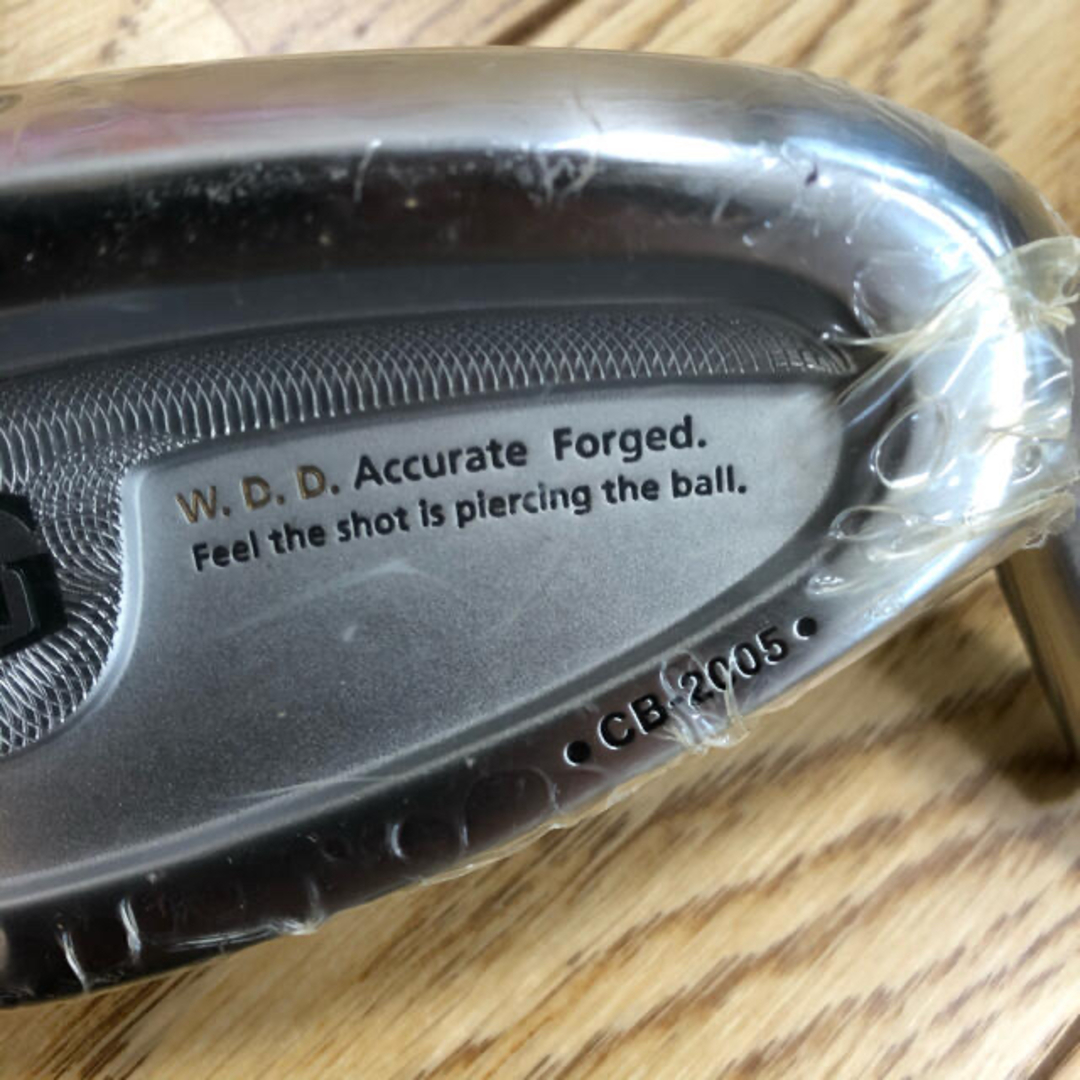 W. D. D. Accurate Forged.
Feel the shot is piercing the ball.
• CB-2005 •